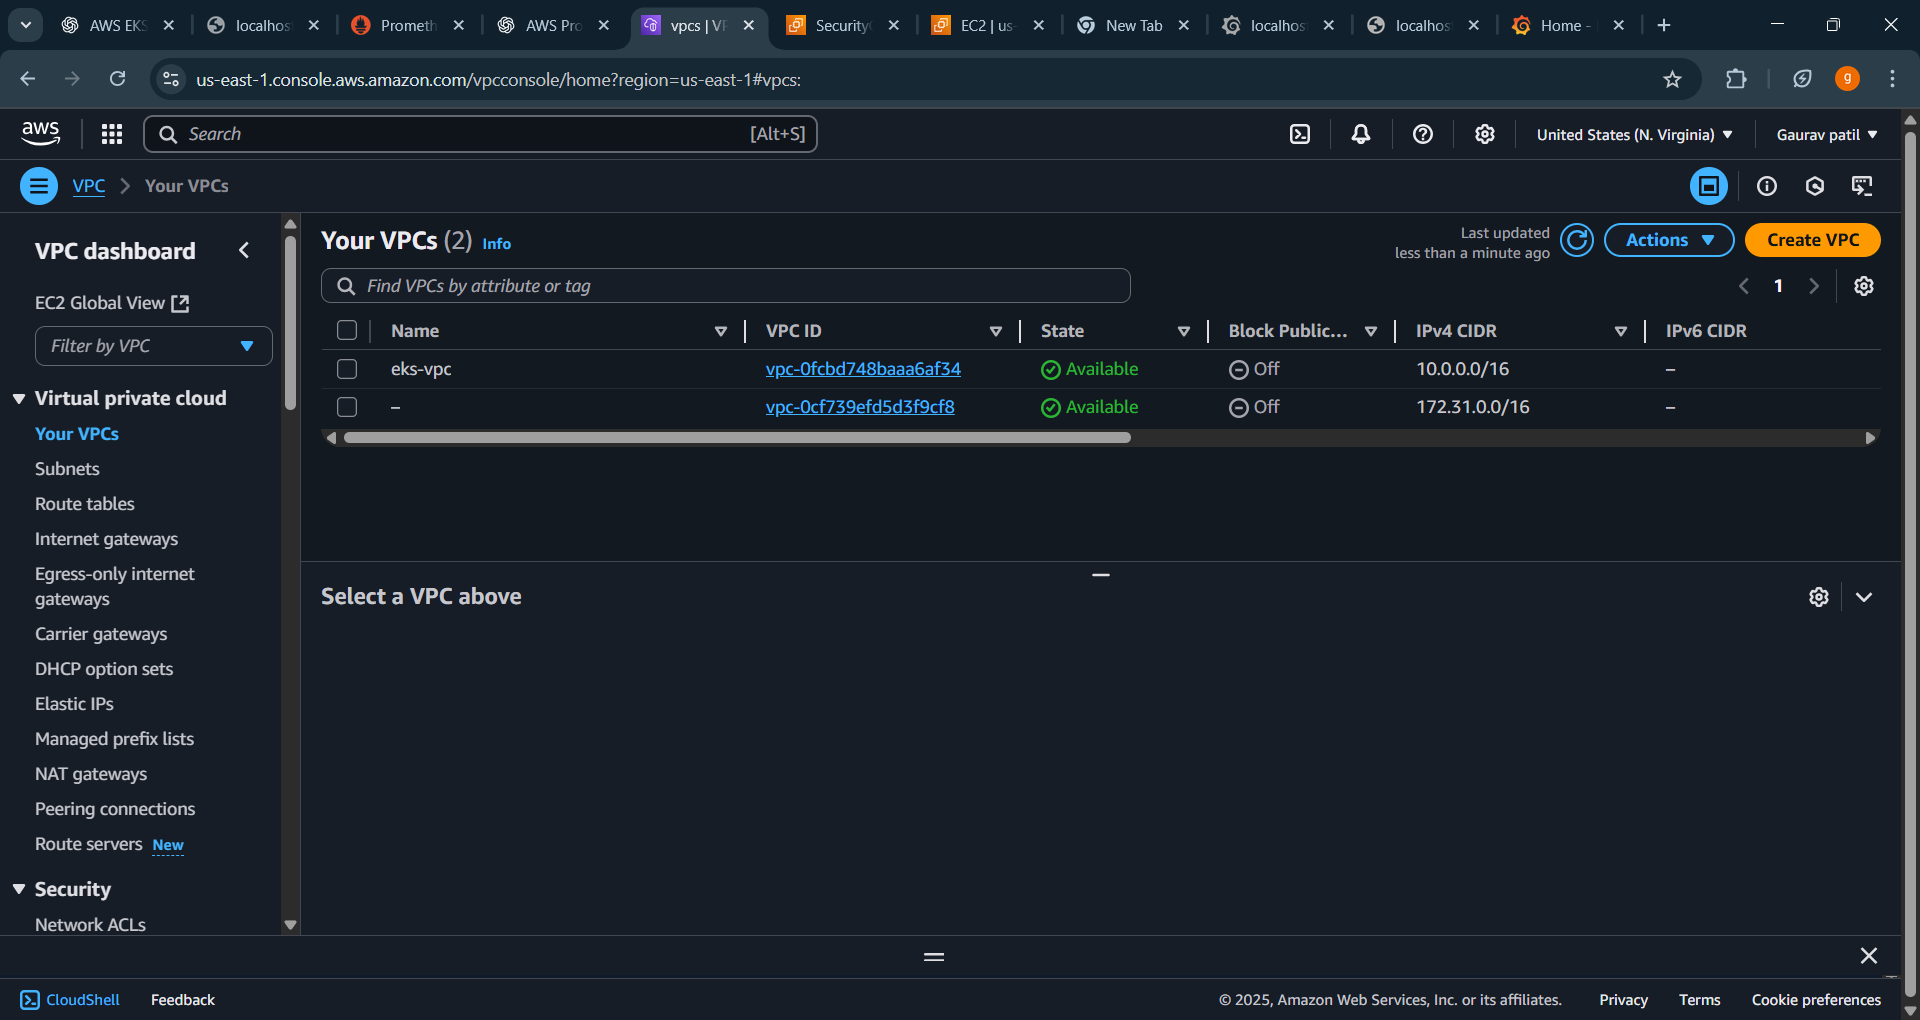 AWS EKS
localhos
Prometh
AWS Pro
vpcs | VP
Security
EC2 | us-
New Tab
localhos
localhos
Home -
us-east-1.console.aws.amazon.com/vpcconsole/home?region=us-east-1#vpcs:
g
aws
Search
[Alt+S]
United States (N. Virginia)
Gaurav patil
VPC
Your VPCs
VPC dashboard
EC2 Global View
Filter by VPC
Virtual private cloud
Your VPCs
Subnets
Route tables
Internet gateways
Egress-only internet
gateways
Carrier gateways
DHCP option sets
Elastic IPs
Managed prefix lists
NAT gateways
Peering connections
Route servers New
Security
Network ACLs
Your VPCs (2) Info
Last updated
less than a minute ago
Actions
Create VPC
Find VPCs by attribute or tag
1
Name VPC ID State Block Public... IPv4 CIDR IPv6 CIDR
eks-vpc vpc-0fcbd748baaa6af34 Available Off 10.0.0.0/16 –
– vpc-0cf739efd5d3f9cf8 Available Off 172.31.0.0/16 –
Select a VPC above
CloudShell
Feedback
© 2025, Amazon Web Services, Inc. or its affiliates.
Privacy
Terms
Cookie preferences